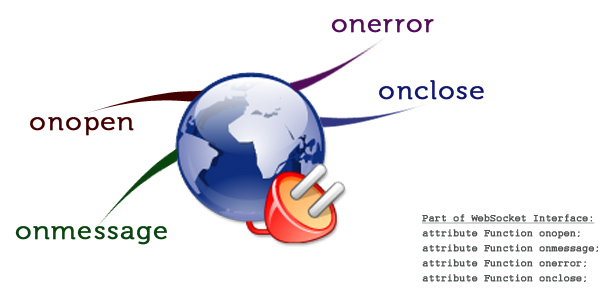 onerror
onclose
onopen
onmessage
Part of WebSocket Interface:
attribute Function onopen;
attribute Function onmessage;
attribute Function onerror;
attribute Function onclose;